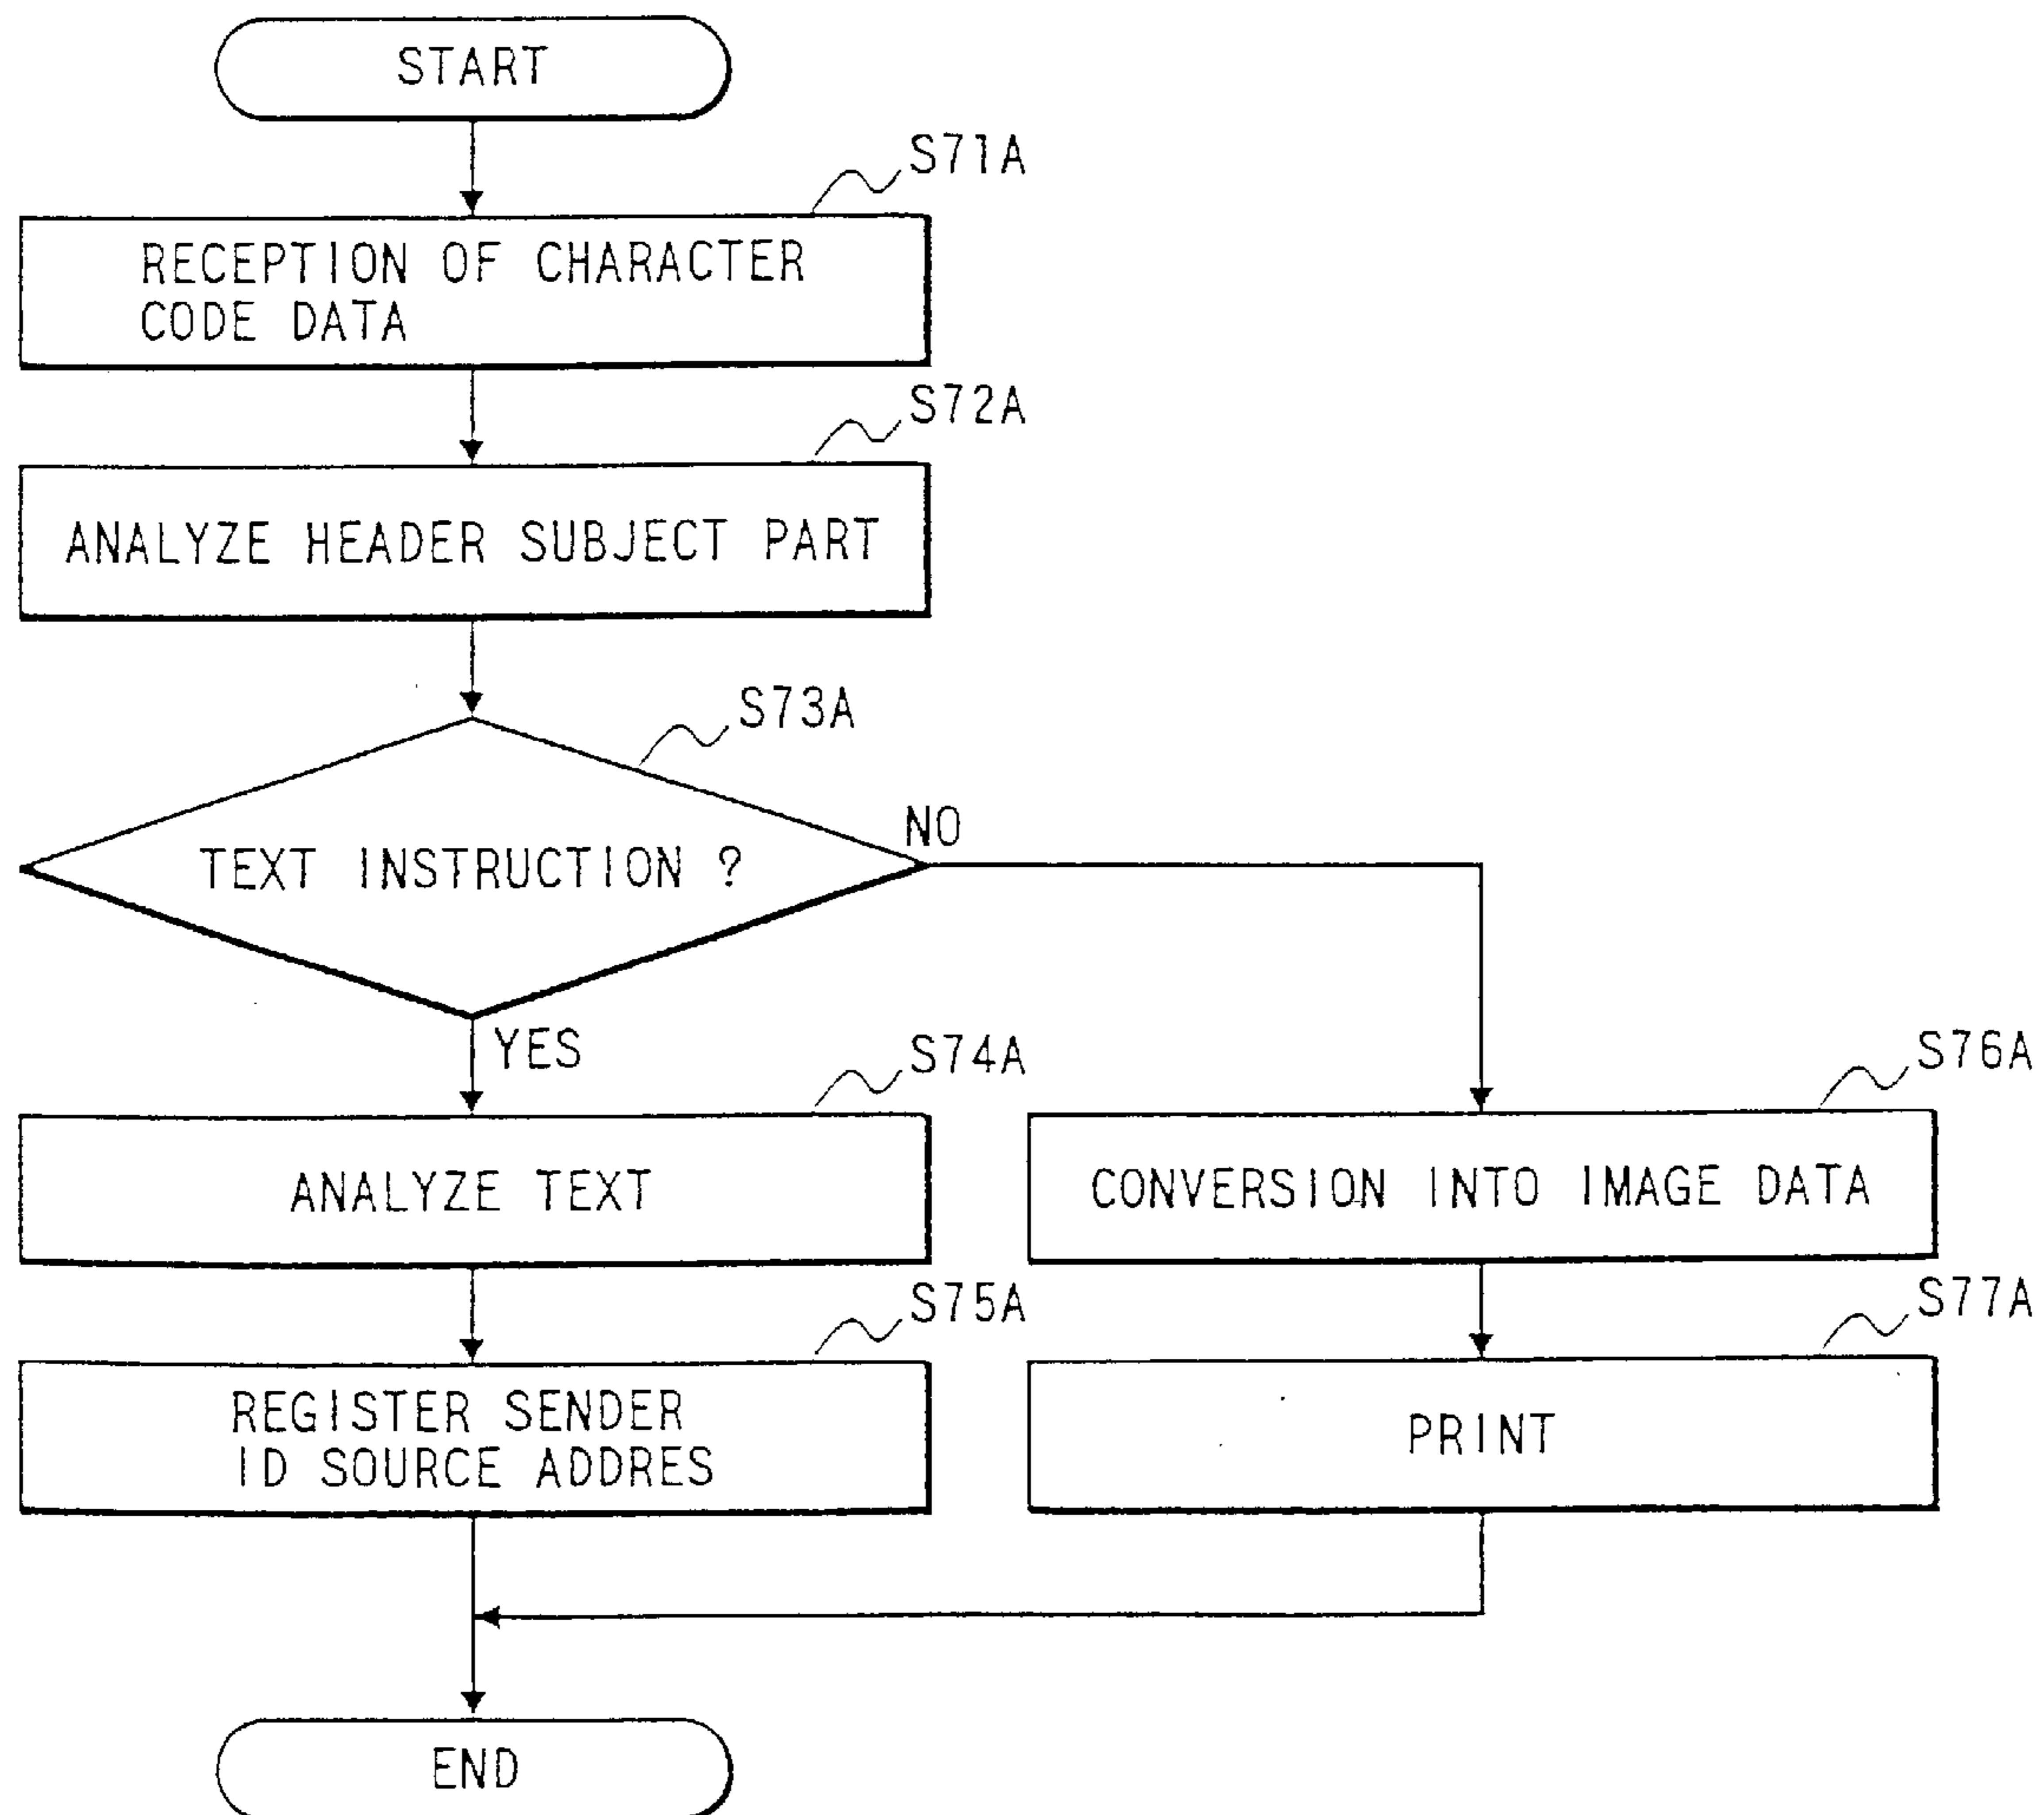 START
S71A
RECEPTION OF CHARACTER
CODE DATA
S72A
ANALYZE HEADER SUBJECT PART
S73A
TEXT INSTRUCTION ?
NO
YES
S74A
ANALYZE TEXT
S76A
CONVERSION INTO IMAGE DATA
S75A
REGISTER SENDER
ID SOURCE ADDRES
S77A
PRINT
END